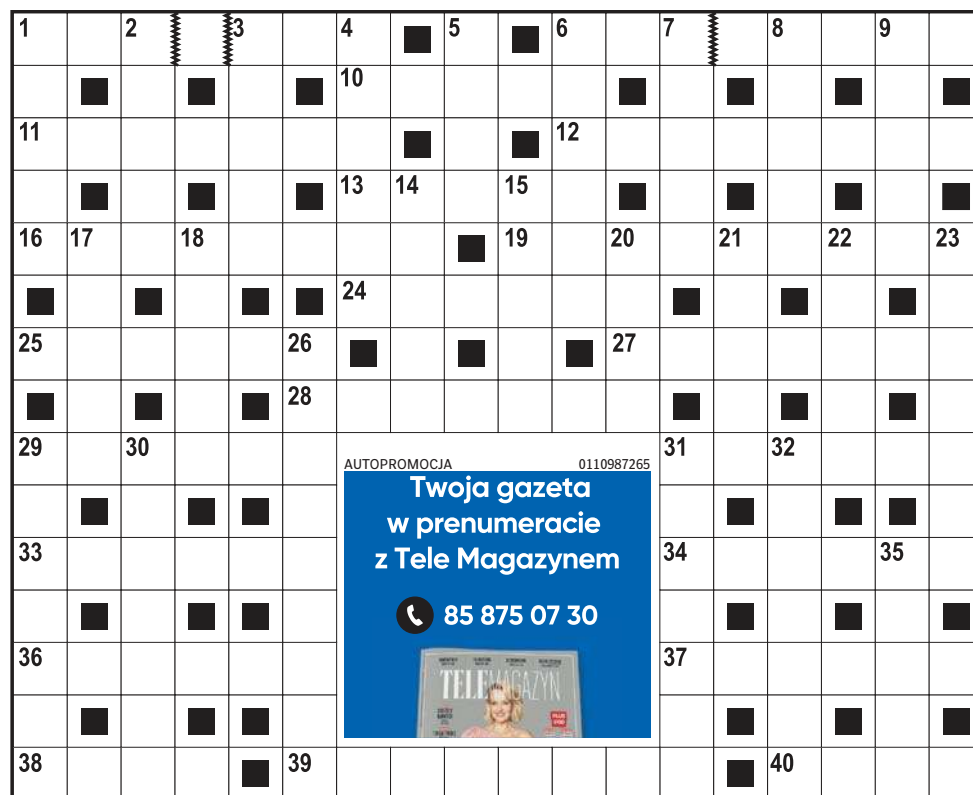 1 2 3 4 5 6 7 8 9
10
11 12
13 14 15
16 17 18 19 20 21 22 23
24
25 26 27
28
29 30 31 32
AUTOPROMOCJA 0110987265
Twoja gazeta
w prenumeracie
z Tele Magazynem
33 34 35
85 875 07 30
36 37
TELEMAGAZYN
38 39 40